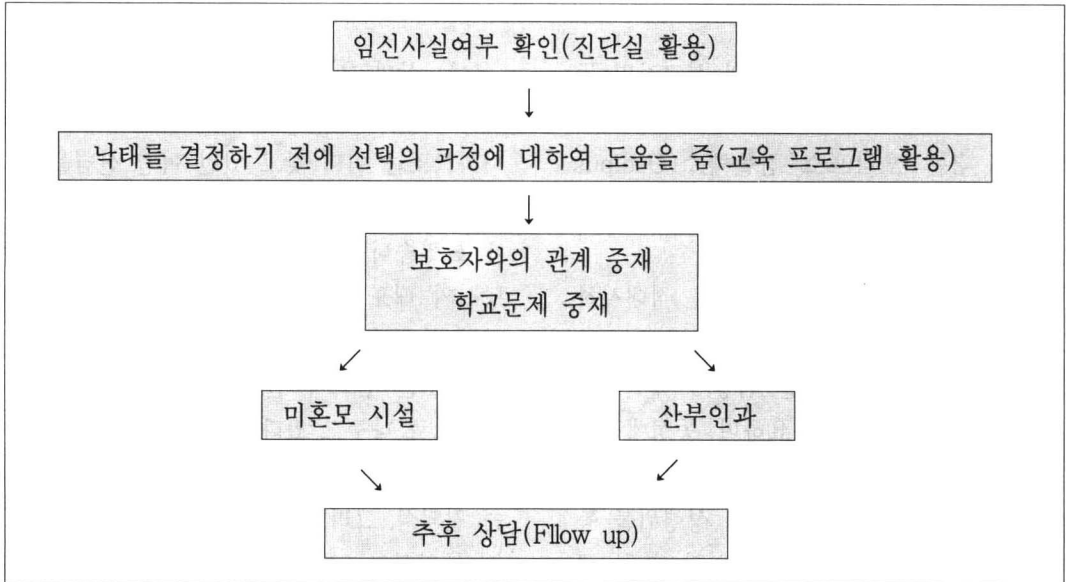 임신사실여부 확인(진단실 활용)
↓
낙태를 결정하기 전에 선택의 과정에 대하여 도움을 줌(교육 프로그램 활용)
↓
보호자와의 관계 중재
학교문제 중재
↙ ↘
미혼모 시설 산부인과
↘ ↙
추후 상담(Fllow up)